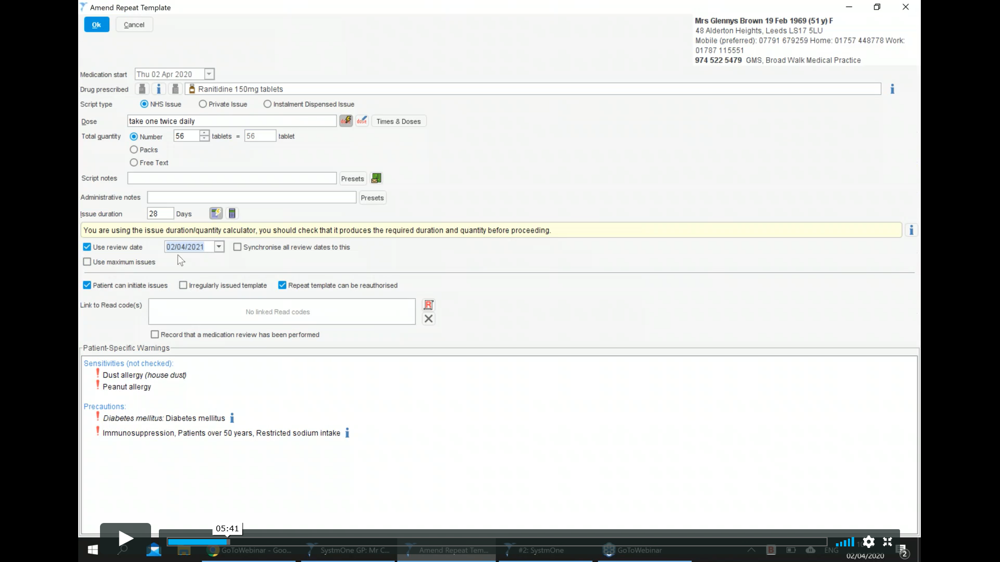 Amend Repeat Template
Ok Cancel
Mrs Glennys Brown 19 Feb 1969 (51 y) F
48 Alderton Heights, Leeds LS17 5LU
Mobile (preferred): 07791 679259 Home: 01757 448778 Work:
01787 115551
974 522 5479 GMS, Broad Walk Medical Practice
Medication start Thu 02 Apr 2020
Drug prescribed Ranitidine 150mg tablets
Script type NHS Issue Private Issue Instalment Dispensed Issue
Dose take one twice daily dose Times & Doses
Total quantity Number 56 tablets = 56 tablet
Packs
Free Text
Script notes Presets
Administrative notes Presets
Issue duration 28 Days
You are using the issue duration/quantity calculator, you should check that it produces the required duration and quantity before proceeding.
Use review date 02/04/2021 Synchronise all review dates to this
Use maximum issues
Patient can initiate issues Irregularly issued template Repeat template can be reauthorised
Link to Read code(s) No linked Read codes
Record that a medication review has been performed
Patient-Specific Warnings
Sensitivities (not checked):
Dust allergy (house dust)
Peanut allergy
Precautions:
Diabetes mellitus: Diabetes mellitus
Immunosuppression, Patients over 50 years, Restricted sodium intake
05:41
GoToWebinar - Goo... SystmOne GP: Mr C... Amend Repeat Tem... #2: SystmOne GoToWebinar ENG
02/04/2020 2